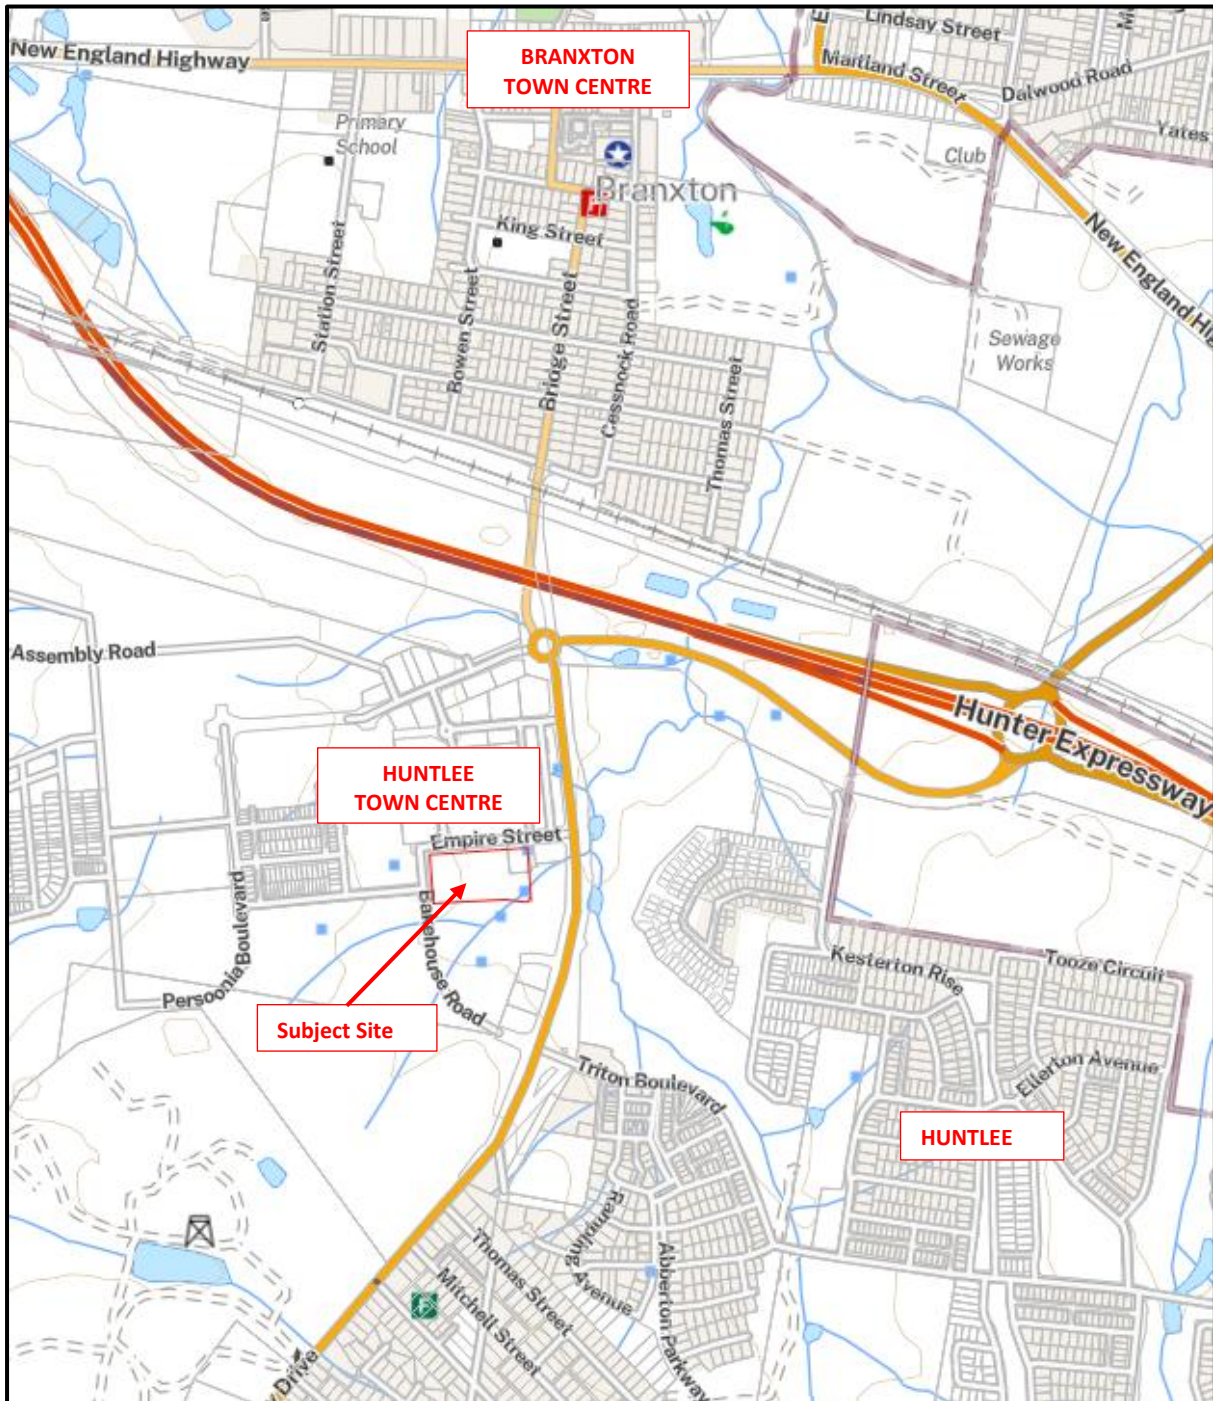 Lindsay Street
New England Highway
BRANXTON
TOWN CENTRE
Maitland Street
Dalwood Road
Primary
School
Yates
Club
Branxton
King Street
New England Hig
Station Street
Bowen Street
Bridge Street
Cessnock Road
Thomas Street
Sewage
Works
Assembly Road
Hunter Expressway
HUNTLEE
TOWN CENTRE
Empire Street
Persoonia Boulevard
Barehouse Road
Kesterton Rise
Tooze Circuit
Subject Site
Triton Boulevard
Ellerton Avenue
HUNTLEE
Rampling Avenue
Abberton Parkway
Thomas Street
Mitchell Street
Drive